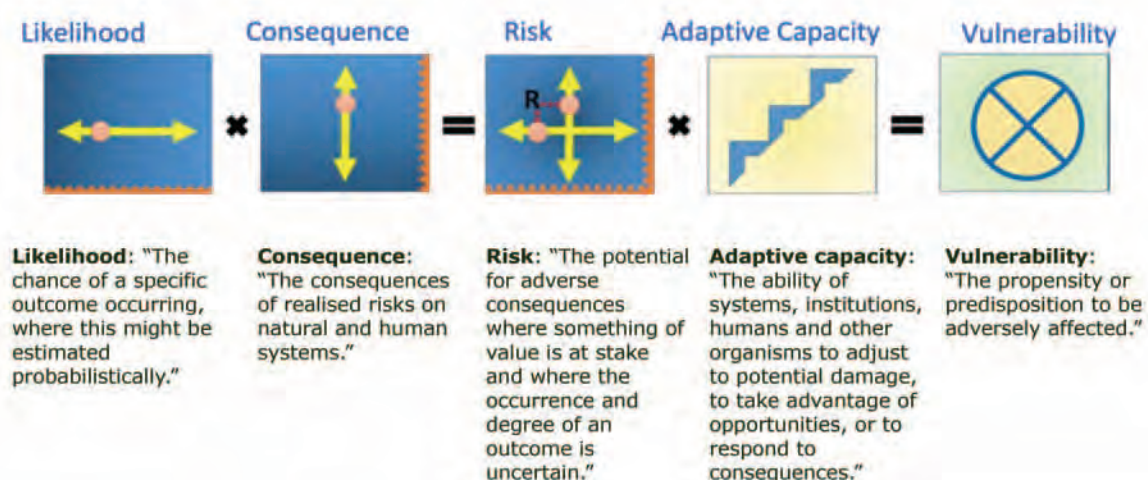 Likelihood
Consequence
Risk
Adaptive Capacity
Vulnerability
R
Likelihood: “The
chance of a specific
outcome occurring,
where this might be
estimated
probabilistically.”
Consequence:
“The consequences
of realised risks on
natural and human
systems.”
Risk: “The potential
for adverse
consequences
where something of
value is at stake
and where the
occurrence and
degree of an
outcome is
uncertain.”
Adaptive capacity:
“The ability of
systems, institutions,
humans and other
organisms to adjust
to potential damage,
to take advantage of
opportunities, or to
respond to
consequences.”
Vulnerability:
“The propensity or
predisposition to be
adversely affected.”